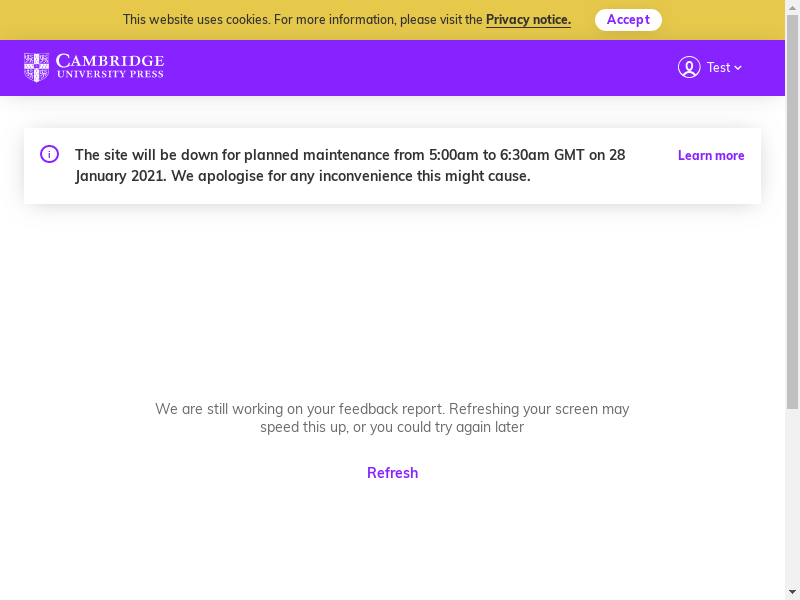 This website uses cookies. For more information, please visit the Privacy notice.
Accept
CAMBRIDGE
UNIVERSITY PRESS
Test
The site will be down for planned maintenance from 5:00am to 6:30am GMT on 28
January 2021. We apologise for any inconvenience this might cause.
Learn more
We are still working on your feedback report. Refreshing your screen may
speed this up, or you could try again later
Refresh